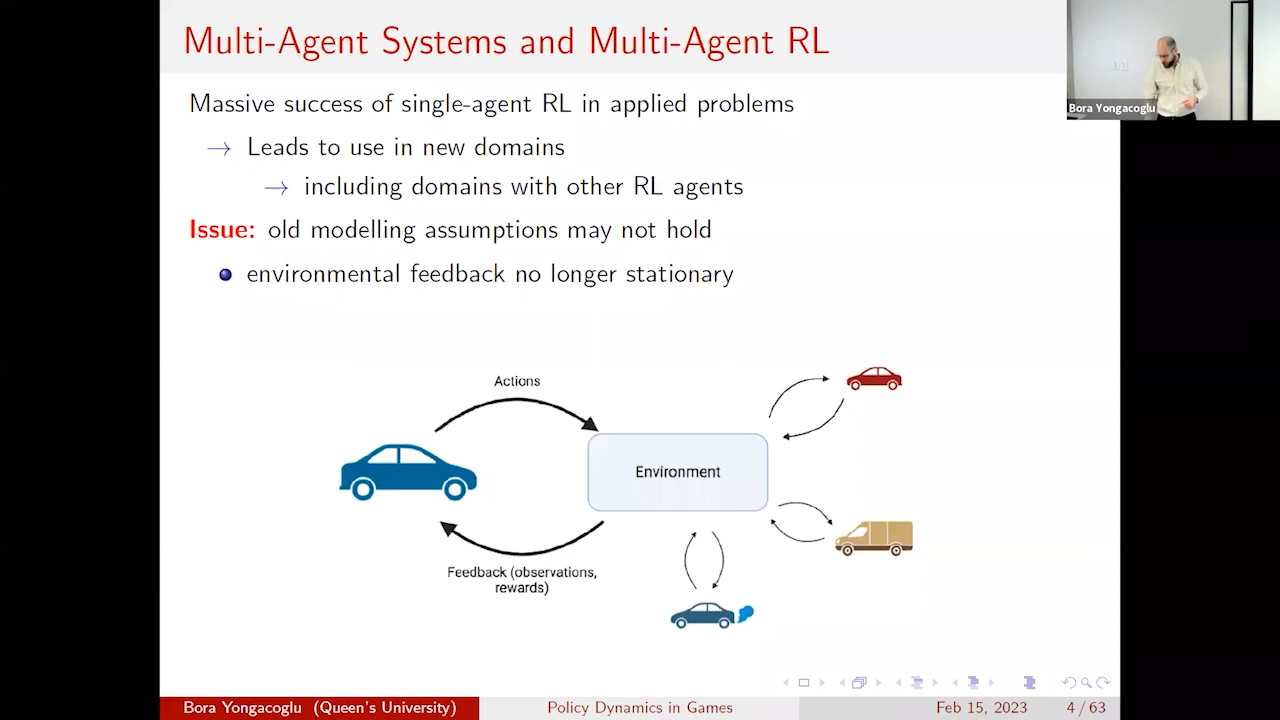 Multi-Agent Systems and Multi-Agent RL
Bora Yongacoglu
Massive success of single-agent RL in applied problems
→ Leads to use in new domains
→ including domains with other RL agents
Issue: old modelling assumptions may not hold
environmental feedback no longer stationary
Actions
Environment
Feedback (observations,
rewards)
Bora Yongacoglu (Queen's University)
Policy Dynamics in Games
Feb 15, 2023
4 / 63